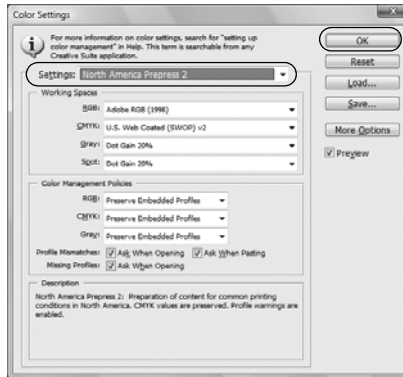 Color Settings
For more information on color settings, search for "setting up
color management" in Help. This term is searchable from any
Creative Suite application.
Settings: North America Prepress 2
Working Spaces
RGB: Adobe RGB (1998)
CMYK: U.S. Web Coated (SWOP) v2
Gray: Dot Gain 20%
Spot: Dot Gain 20%
Color Management Policies
RGB: Preserve Embedded Profiles
CMYK: Preserve Embedded Profiles
Gray: Preserve Embedded Profiles
Profile Mismatches: Ask When Opening Ask When Pasting
Missing Profiles: Ask When Opening
Description
North America Prepress 2: Preparation of content for common printing
conditions in North America. CMYK values are preserved. Profile warnings are
enabled.
OK
Reset
Load...
Save...
More Options
Preview